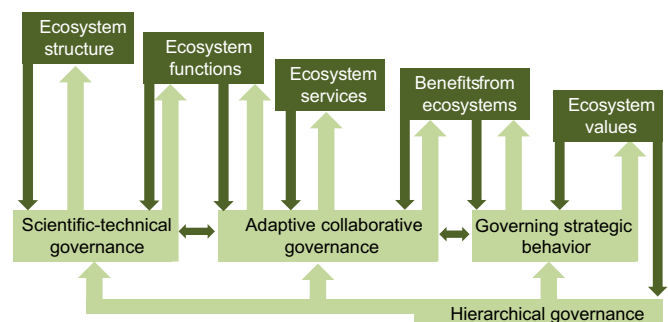 Ecosystem
structure
Ecosystem
functions
Ecosystem
services
Benefitsfrom
ecosystems
Ecosystem
values
Scientific-technical
governance
Adaptive collaborative
governance
Governing strategic
behavior
Hierarchical governance